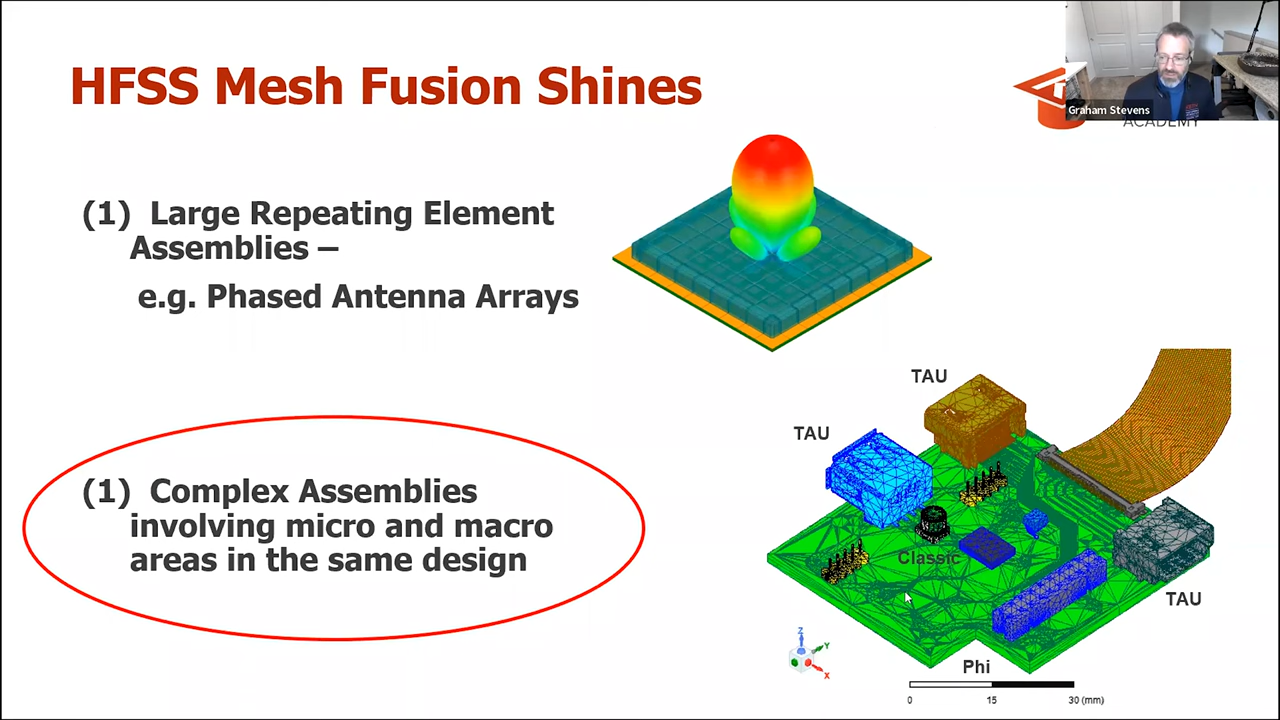 HFSS Mesh Fusion Shines
Graham Stevens
ACADEMY
(1) Large Repeating Element
Assemblies –
e.g. Phased Antenna Arrays
TAU
TAU
(1) Complex Assemblies
involving micro and macro
areas in the same design
Classic
TAU
Z
Y
X
Phi
0 15 30 (mm)